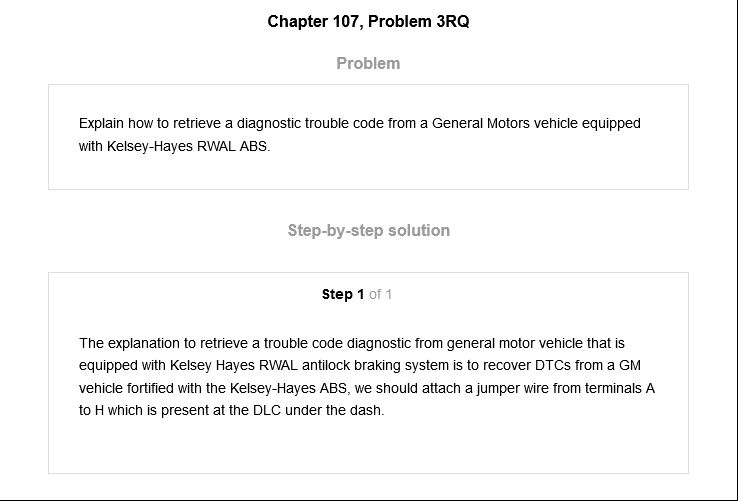 Chapter 107, Problem 3RQ
Problem
Explain how to retrieve a diagnostic trouble code from a General Motors vehicle equipped
with Kelsey-Hayes RWAL ABS.
Step-by-step solution
Step 1 of 1
The explanation to retrieve a trouble code diagnostic from general motor vehicle that is
equipped with Kelsey Hayes RWAL antilock braking system is to recover DTCs from a GM
vehicle fortified with the Kelsey-Hayes ABS, we should attach a jumper wire from terminals A
to H which is present at the DLC under the dash.